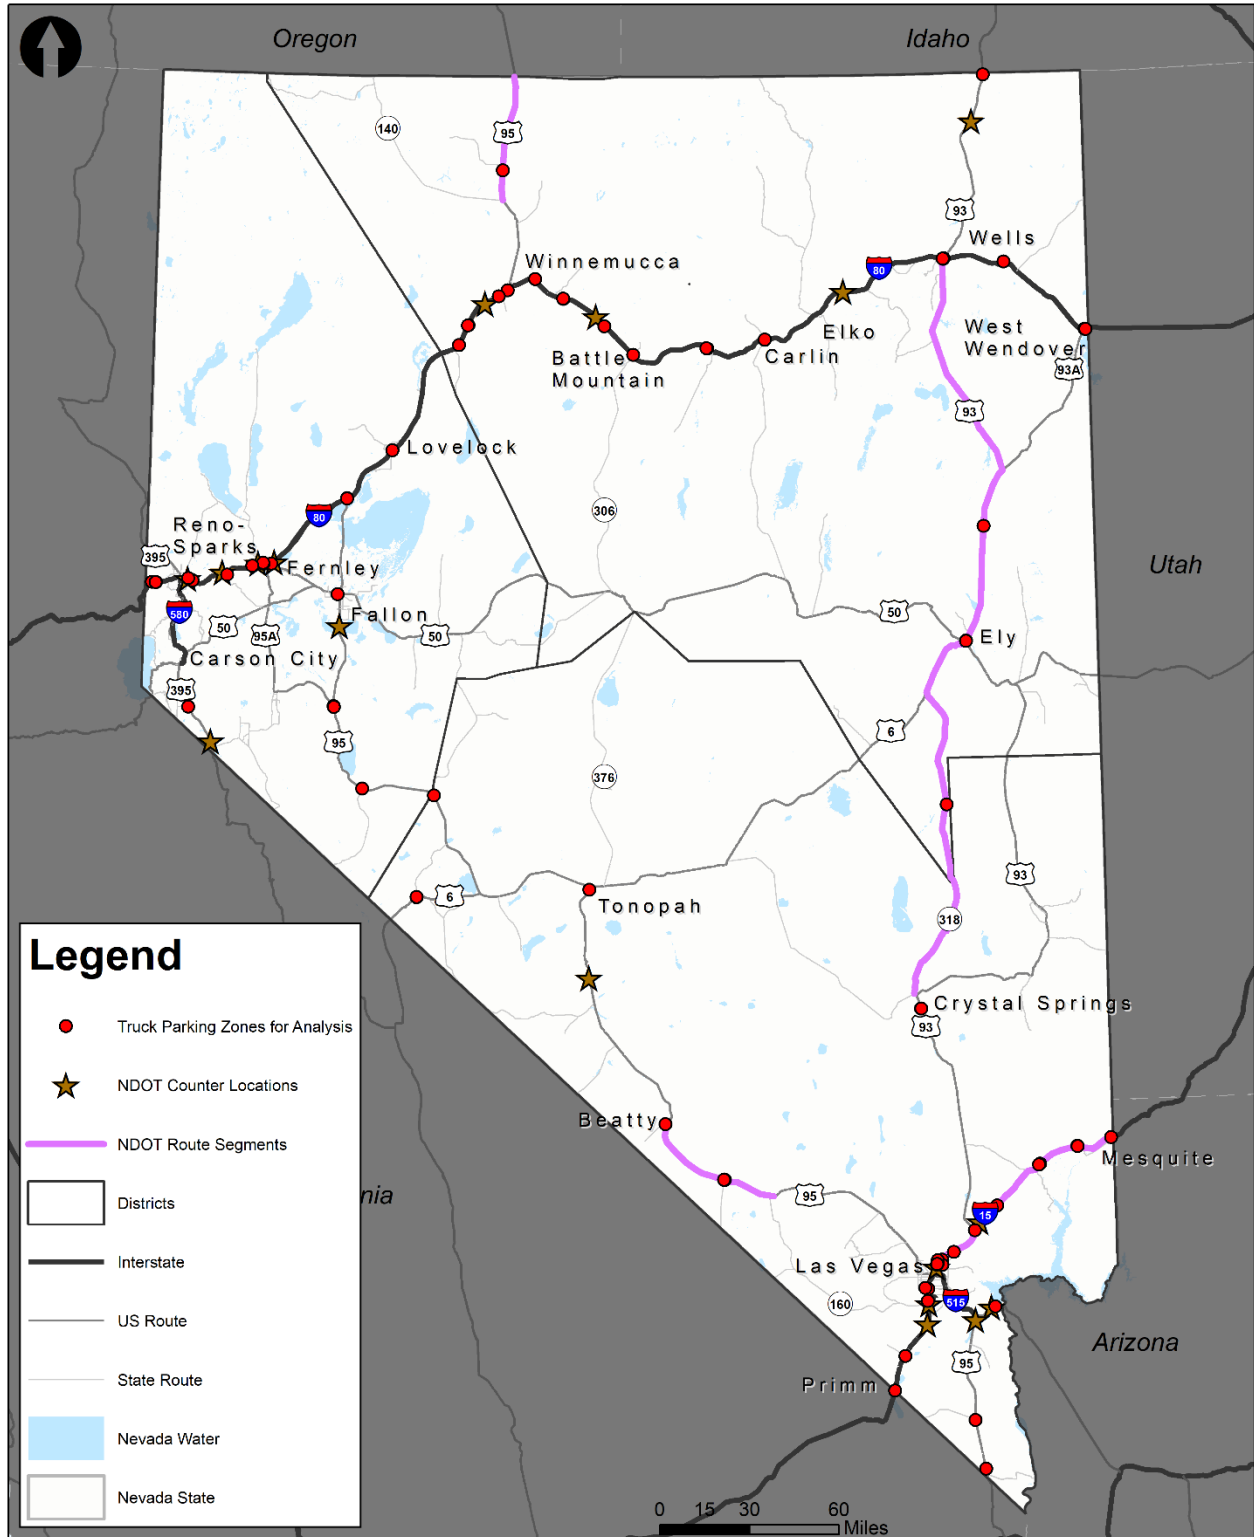 Oregon
Idaho
140
95
93
Wells
Winnemucca
80
Elko
West
Wendover
Battle
Mountain
Carlin
93A
93
Lovelock
306
80
Reno-
Sparks
395
Fernley
Utah
580
50
95A
Fallon
50
50
Ely
Carson City
395
95
6
376
93
6
Tonopah
318
Crystal Springs
93
Beatty
Mesquite
nia
95
15
Las Vegas
515
160
Arizona
95
Primm
Legend
Truck Parking Zones for Analysis
NDOT Counter Locations
NDOT Route Segments
Districts
Interstate
US Route
State Route
Nevada Water
Nevada State
0 15 30 60
Miles